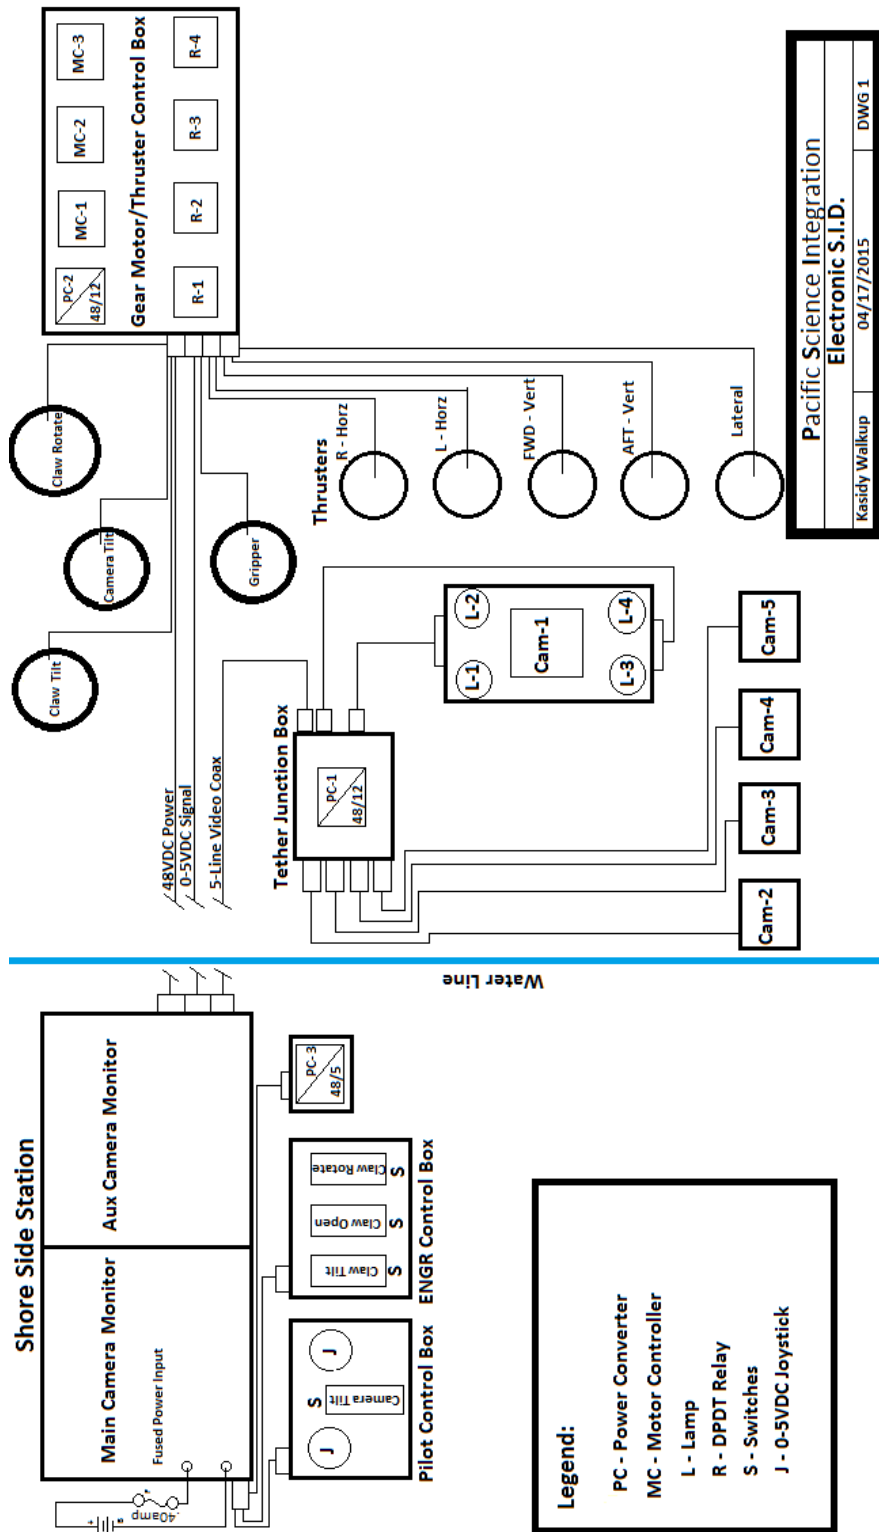 Shore Side Station
Main Camera Monitor
Aux Camera Monitor
Fused Power Input
.40amp
+
Pilot Control Box
J
S
Camera Tilt
J
ENGR Control Box
Claw Tilt
S
Claw Open
S
Claw Rotate
S
PC-3
48/5
Legend:
PC - Power Converter
MC - Motor Controller
L - Lamp
R - DPDT Relay
S - Switches
J - 0-5VDC Joystick
Water Line
48VDC Power
0-5VDC Signal
5-Line Video Coax
Claw Tilt
Camera Tilt
Claw Rotate
Gripper
Tether Junction Box
PC-1
48/12
L-1
L-2
Cam-1
L-3
L-4
Cam-2
Cam-3
Cam-4
Cam-5
Gear Motor/Thruster Control Box
PC-2
48/12
MC-1
MC-2
MC-3
R-1
R-2
R-3
R-4
Thrusters
R - Horz
L - Horz
FWD - Vert
AFT - Vert
Lateral
Pacific Science Integration
Electronic S.I.D.
Kasidy Walkup
04/17/2015
DWG 1